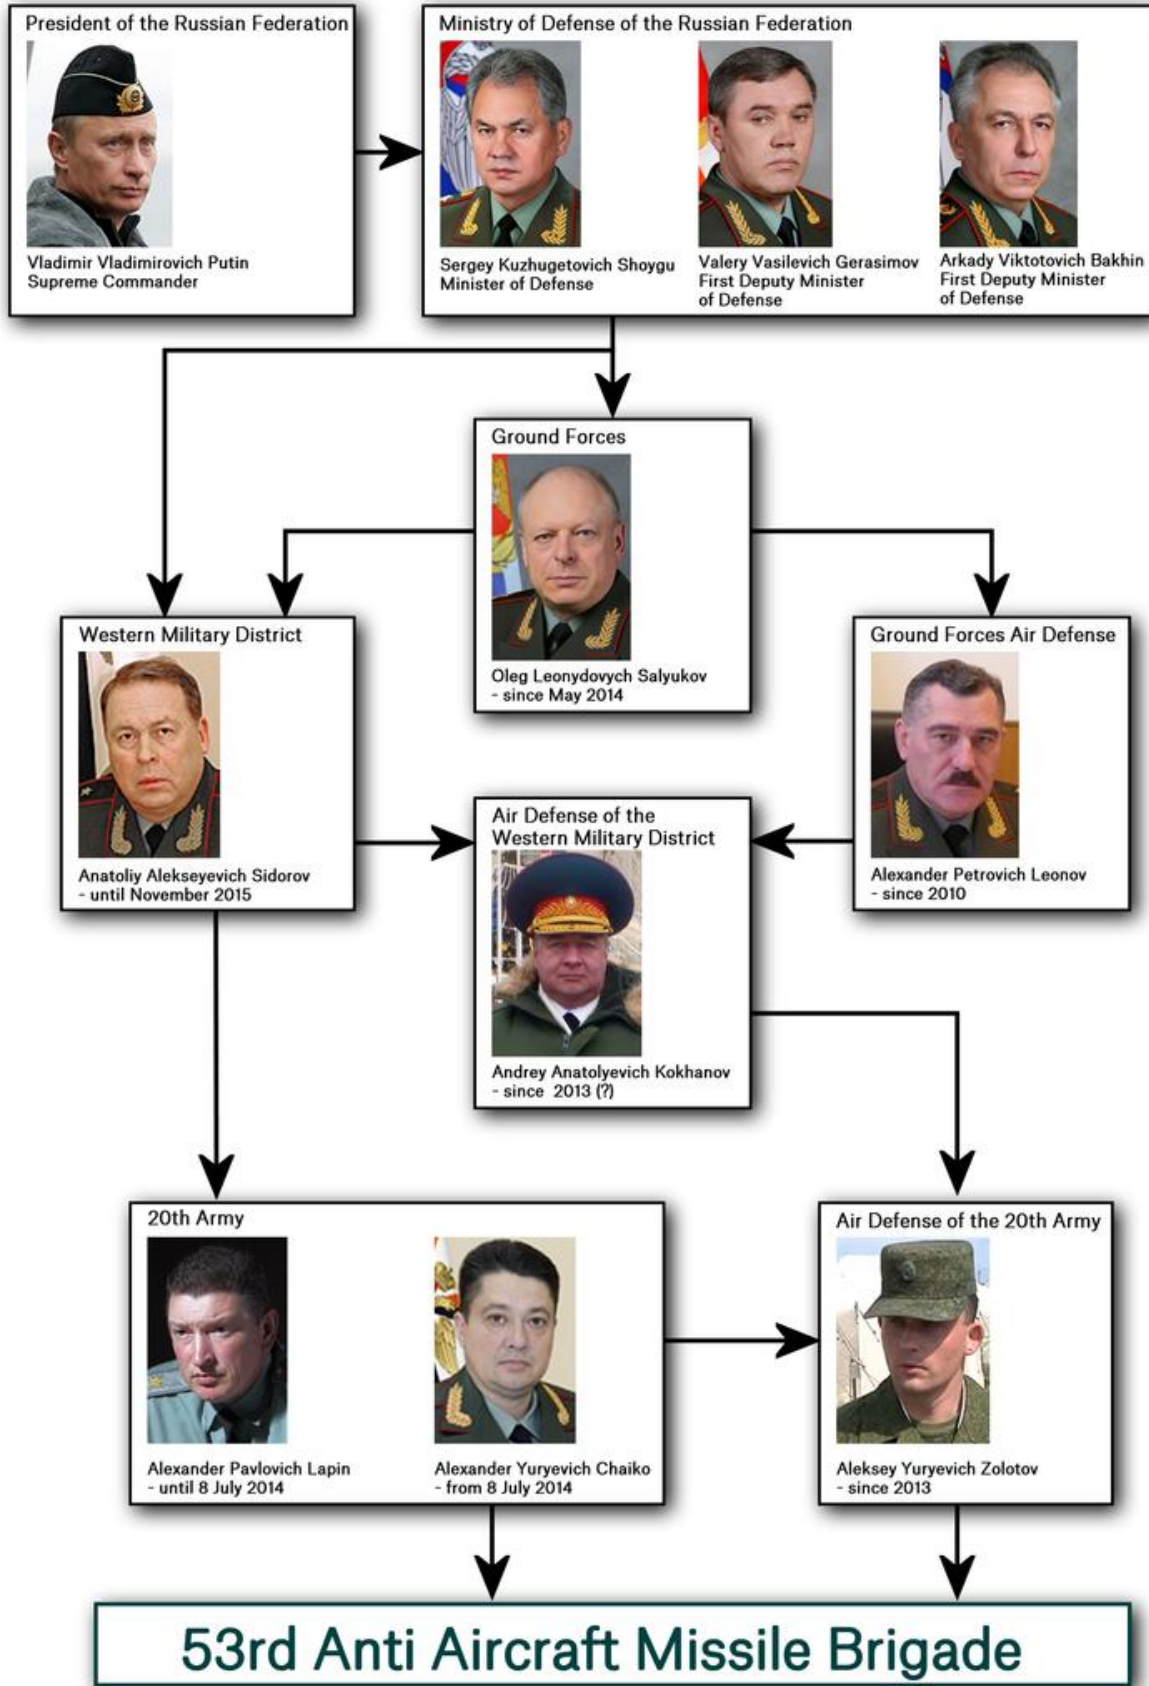 President of the Russian Federation
Vladimir Vladimirovich Putin
Supreme Commander
Ministry of Defense of the Russian Federation
Sergey Kuzhugetovich Shoygu
Minister of Defense
Valery Vasilevich Gerasimov
First Deputy Minister
of Defense
Arkady Viktotovich Bakhin
First Deputy Minister
of Defense
Ground Forces
Oleg Leonydovych Salyukov
- since May 2014
Western Military District
Anatoliy Alekseyevich Sidorov
- until November 2015
Ground Forces Air Defense
Alexander Petrovich Leonov
- since 2010
Air Defense of the
Western Military District
Andrey Anatolyevich Kokhanov
- since 2013 (?)
20th Army
Alexander Pavlovich Lapin
- until 8 July 2014
Alexander Yuryevich Chaiko
- from 8 July 2014
Air Defense of the 20th Army
Aleksey Yuryevich Zolotov
- since 2013
53rd Anti Aircraft Missile Brigade